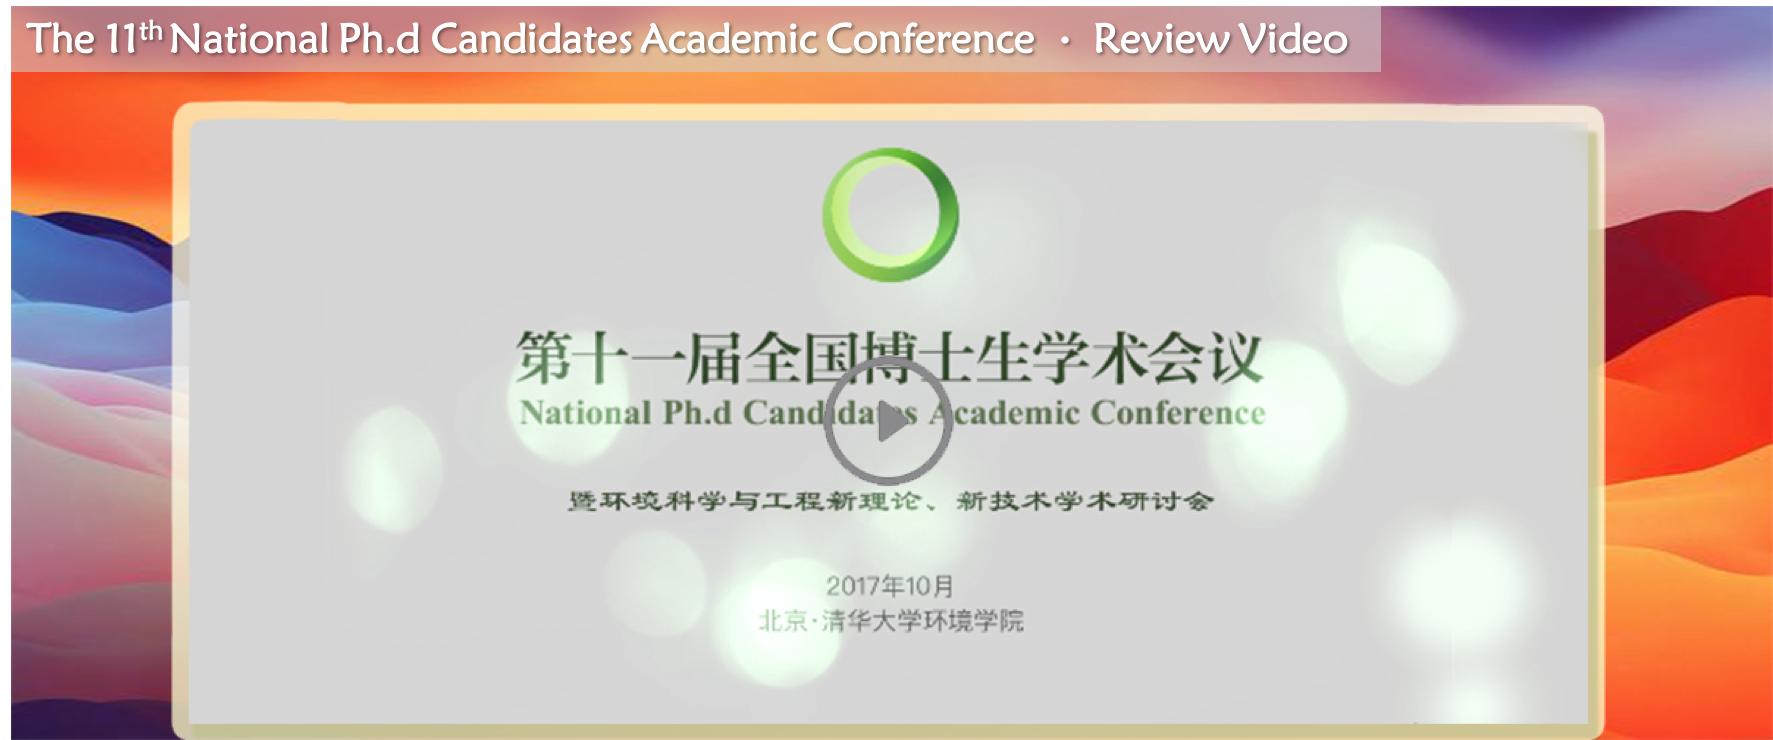 The 11th National Ph.d Candidates Academic Conference · Review Video
第十一届全国博士生学术会议
National Ph.d Candidates Academic Conference
暨环境科学与工程新理论、新技术学术研讨会
2017年10月
北京·清华大学环境学院